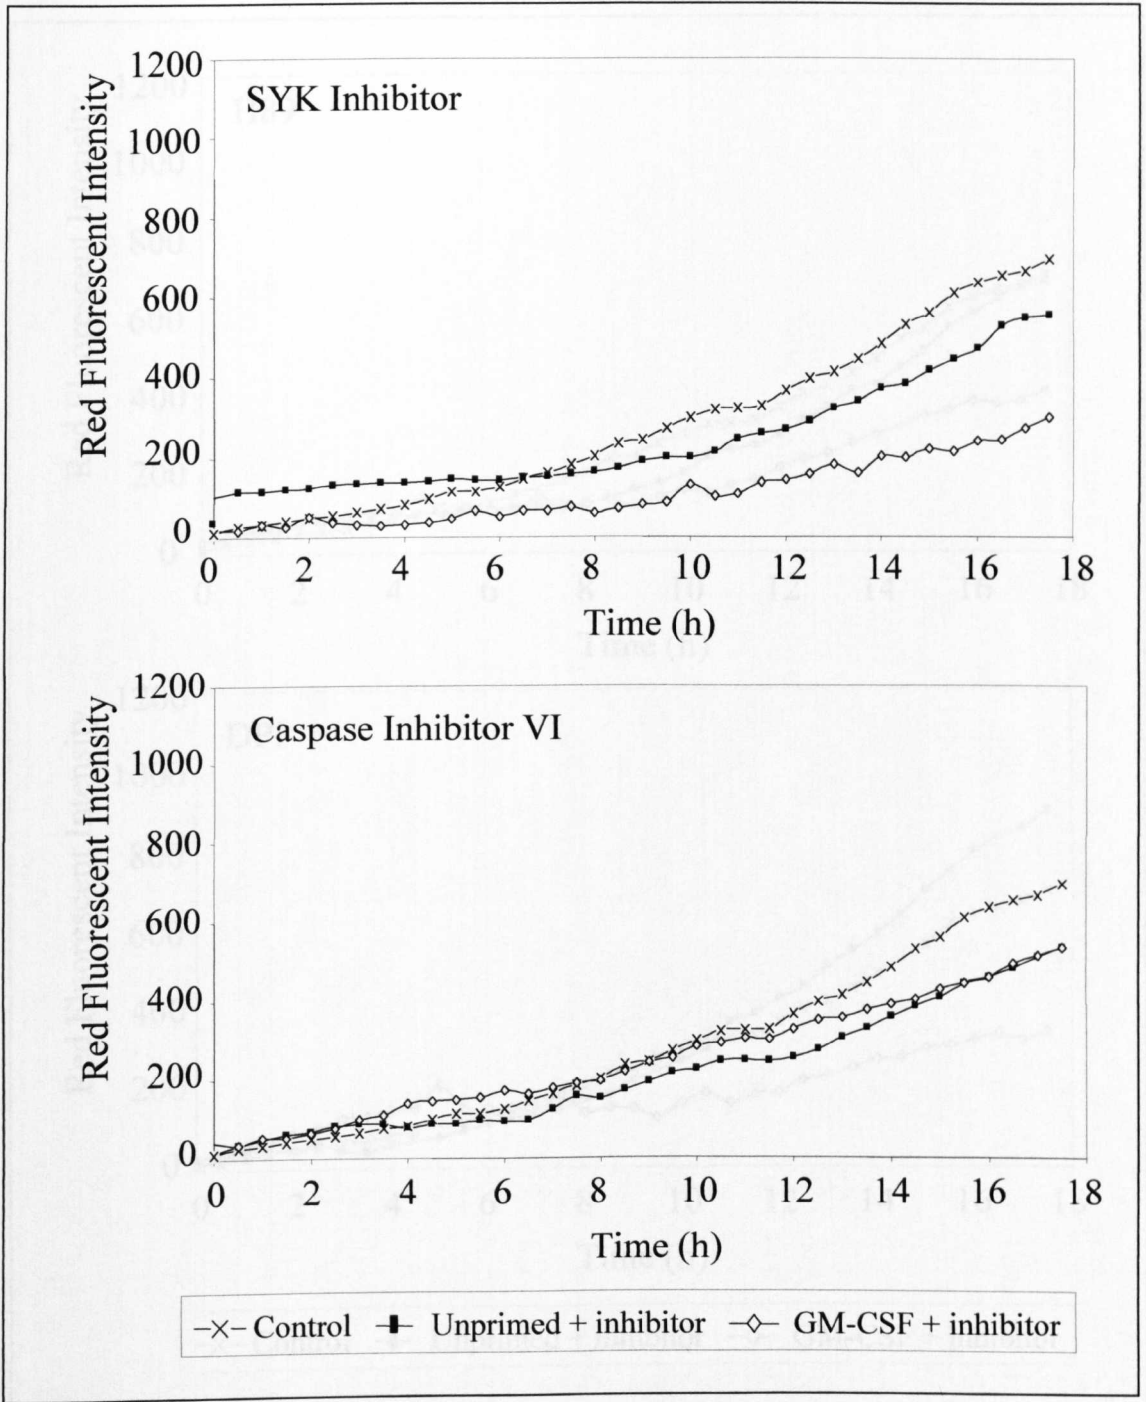 1200
SYK Inhibitor
1000
800
600
400
200
0
Red Fluorescent Intensity
0 2 4 6 8 10 12 14 16 18
Time (h)
1200
Caspase Inhibitor VI
1000
800
600
400
200
0
Red Fluorescent Intensity
0 2 4 6 8 10 12 14 16 18
Time (h)
Control Unprimed + inhibitor GM-CSF + inhibitor